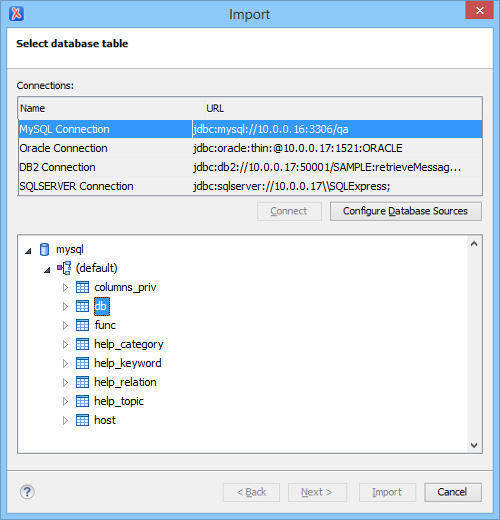 Import
Select database table
Connections:
Name URL
MySQL Connection jdbc:mysql://10.0.0.16:3306/qa
Oracle Connection jdbc:oracle:thin:@10.0.0.17:1521:ORACLE
DB2 Connection jdbc:db2://10.0.0.17:50001/SAMPLE:retrieveMessag...
SQLSERVER Connection jdbc:sqlserver://10.0.0.17\\SQLExpress;
Connect Configure Database Sources
mysql
(default)
columns_priv
db
func
help_category
help_keyword
help_relation
help_topic
host
? < Back Next > Import Cancel